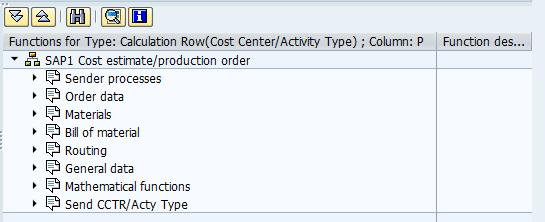 Functions for Type: Calculation Row(Cost Center/Activity Type) ; Column: P Function des...
SAP1 Cost estimate/production order
Sender processes
Order data
Materials
Bill of material
Routing
General data
Mathematical functions
Send CCTR/Acty Type